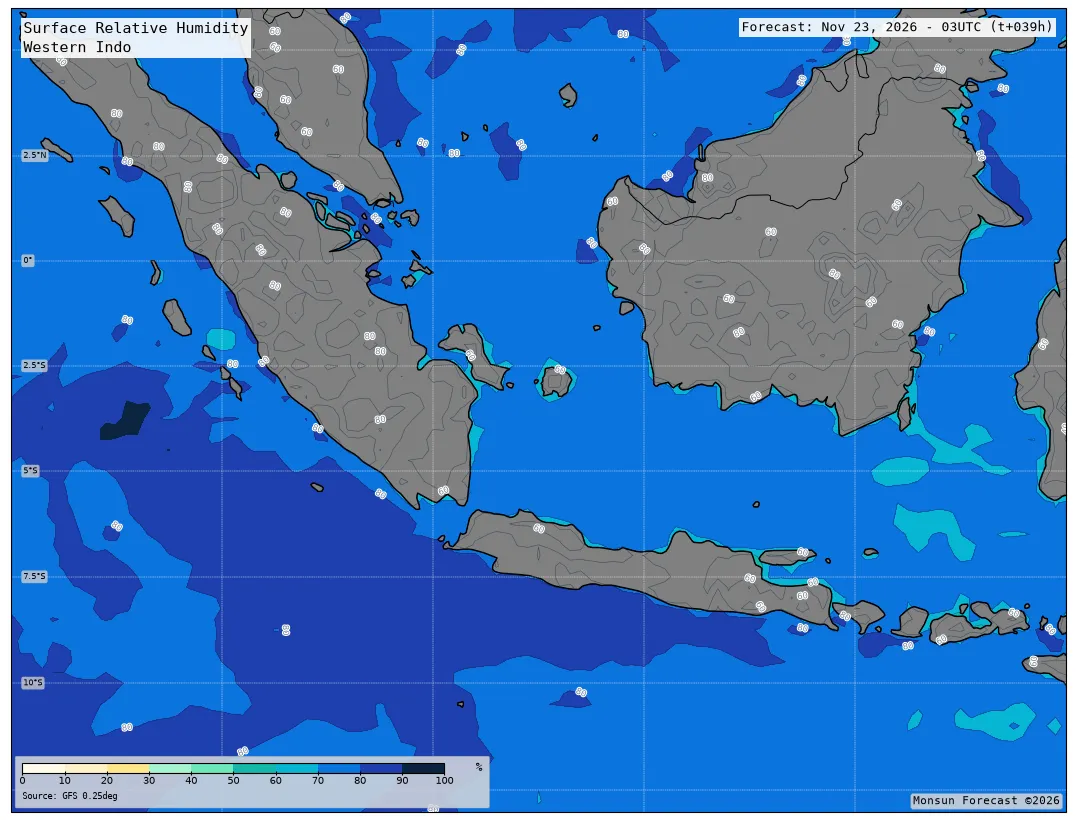 Surface Relative Humidity
Western Indo
Forecast: Nov 23, 2026 - 03UTC (t+039h)
2.5°N
0°
2.5°S
5°S
7.5°S
10°S
0 10 20 30 40 50 60 70 80 90 100 %
Source: GFS 0.25deg
Monsun Forecast ©2026